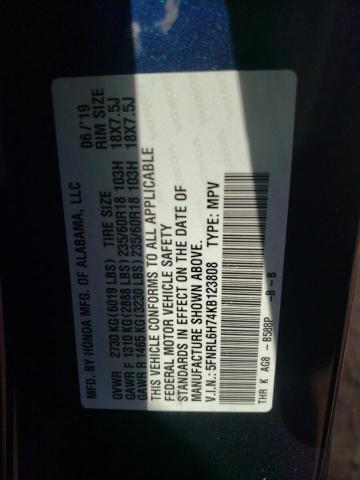 MFD. BY HONDA MFG. OF ALABAMA, LLC 06/'19
TIRE SIZE RIM SIZE
GVWR 2730 KG(6019 LBS)
GAWR F 1310 KG(2888 LBS) 235/60R18 103H 18X7.5J
GAWR R 1465 KG(3230 LBS) 235/60R18 103H 18X7.5J
THIS VEHICLE CONFORMS TO ALL APPLICABLE
FEDERAL MOTOR VEHICLE SAFETY
STANDARDS IN EFFECT ON THE DATE OF
MANUFACTURE SHOWN ABOVE.
V.I.N.: 5FNRL6H74KB123808 TYPE: MPV
THR K AG8 - B588P -B -B